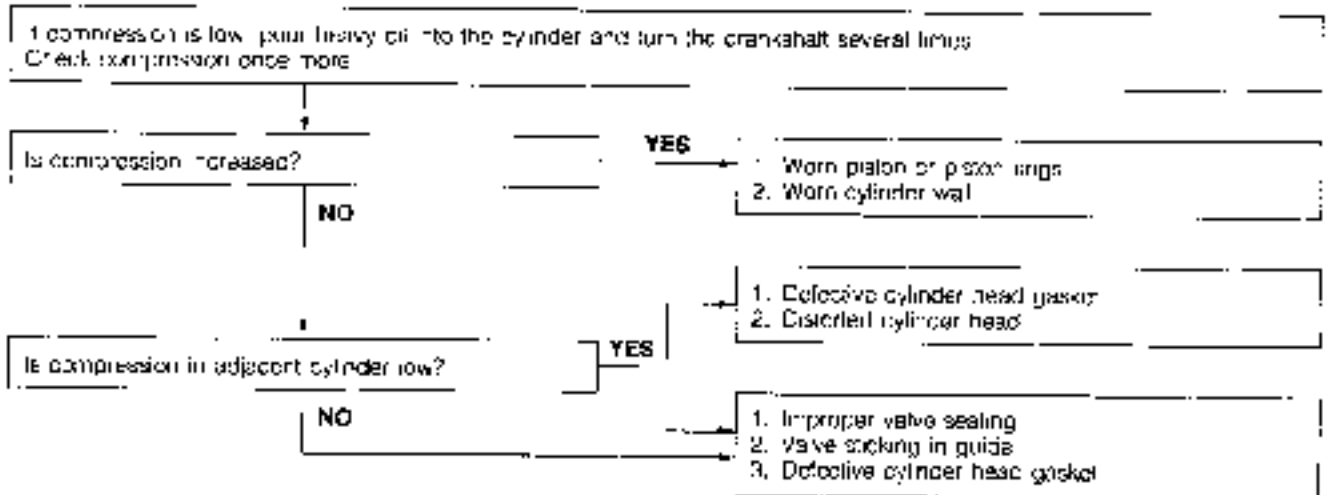 If compression is low, pour heavy oil into the cylinder and turn the crankshaft several times
Check compression once more
Is compression increased?
YES
1. Worn piston or piston rings
2. Worn cylinder wall
NO
1. Defective cylinder head gasket
2. Distorted cylinder head
Is compression in adjacent cylinder low?
YES
NO
1. Improper valve sealing
2. Valve sticking in guide
3. Defective cylinder head gasket